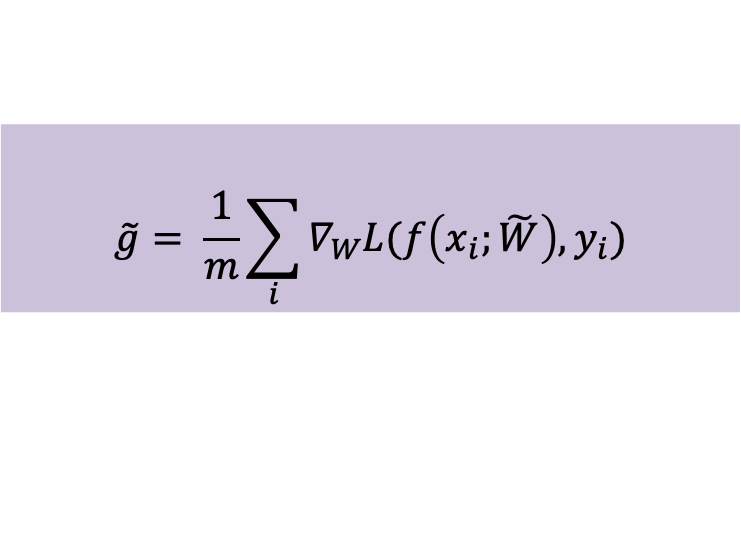 g̃ = 1/m ∑_i ∇_W L(f(x_i; W̃), y_i)